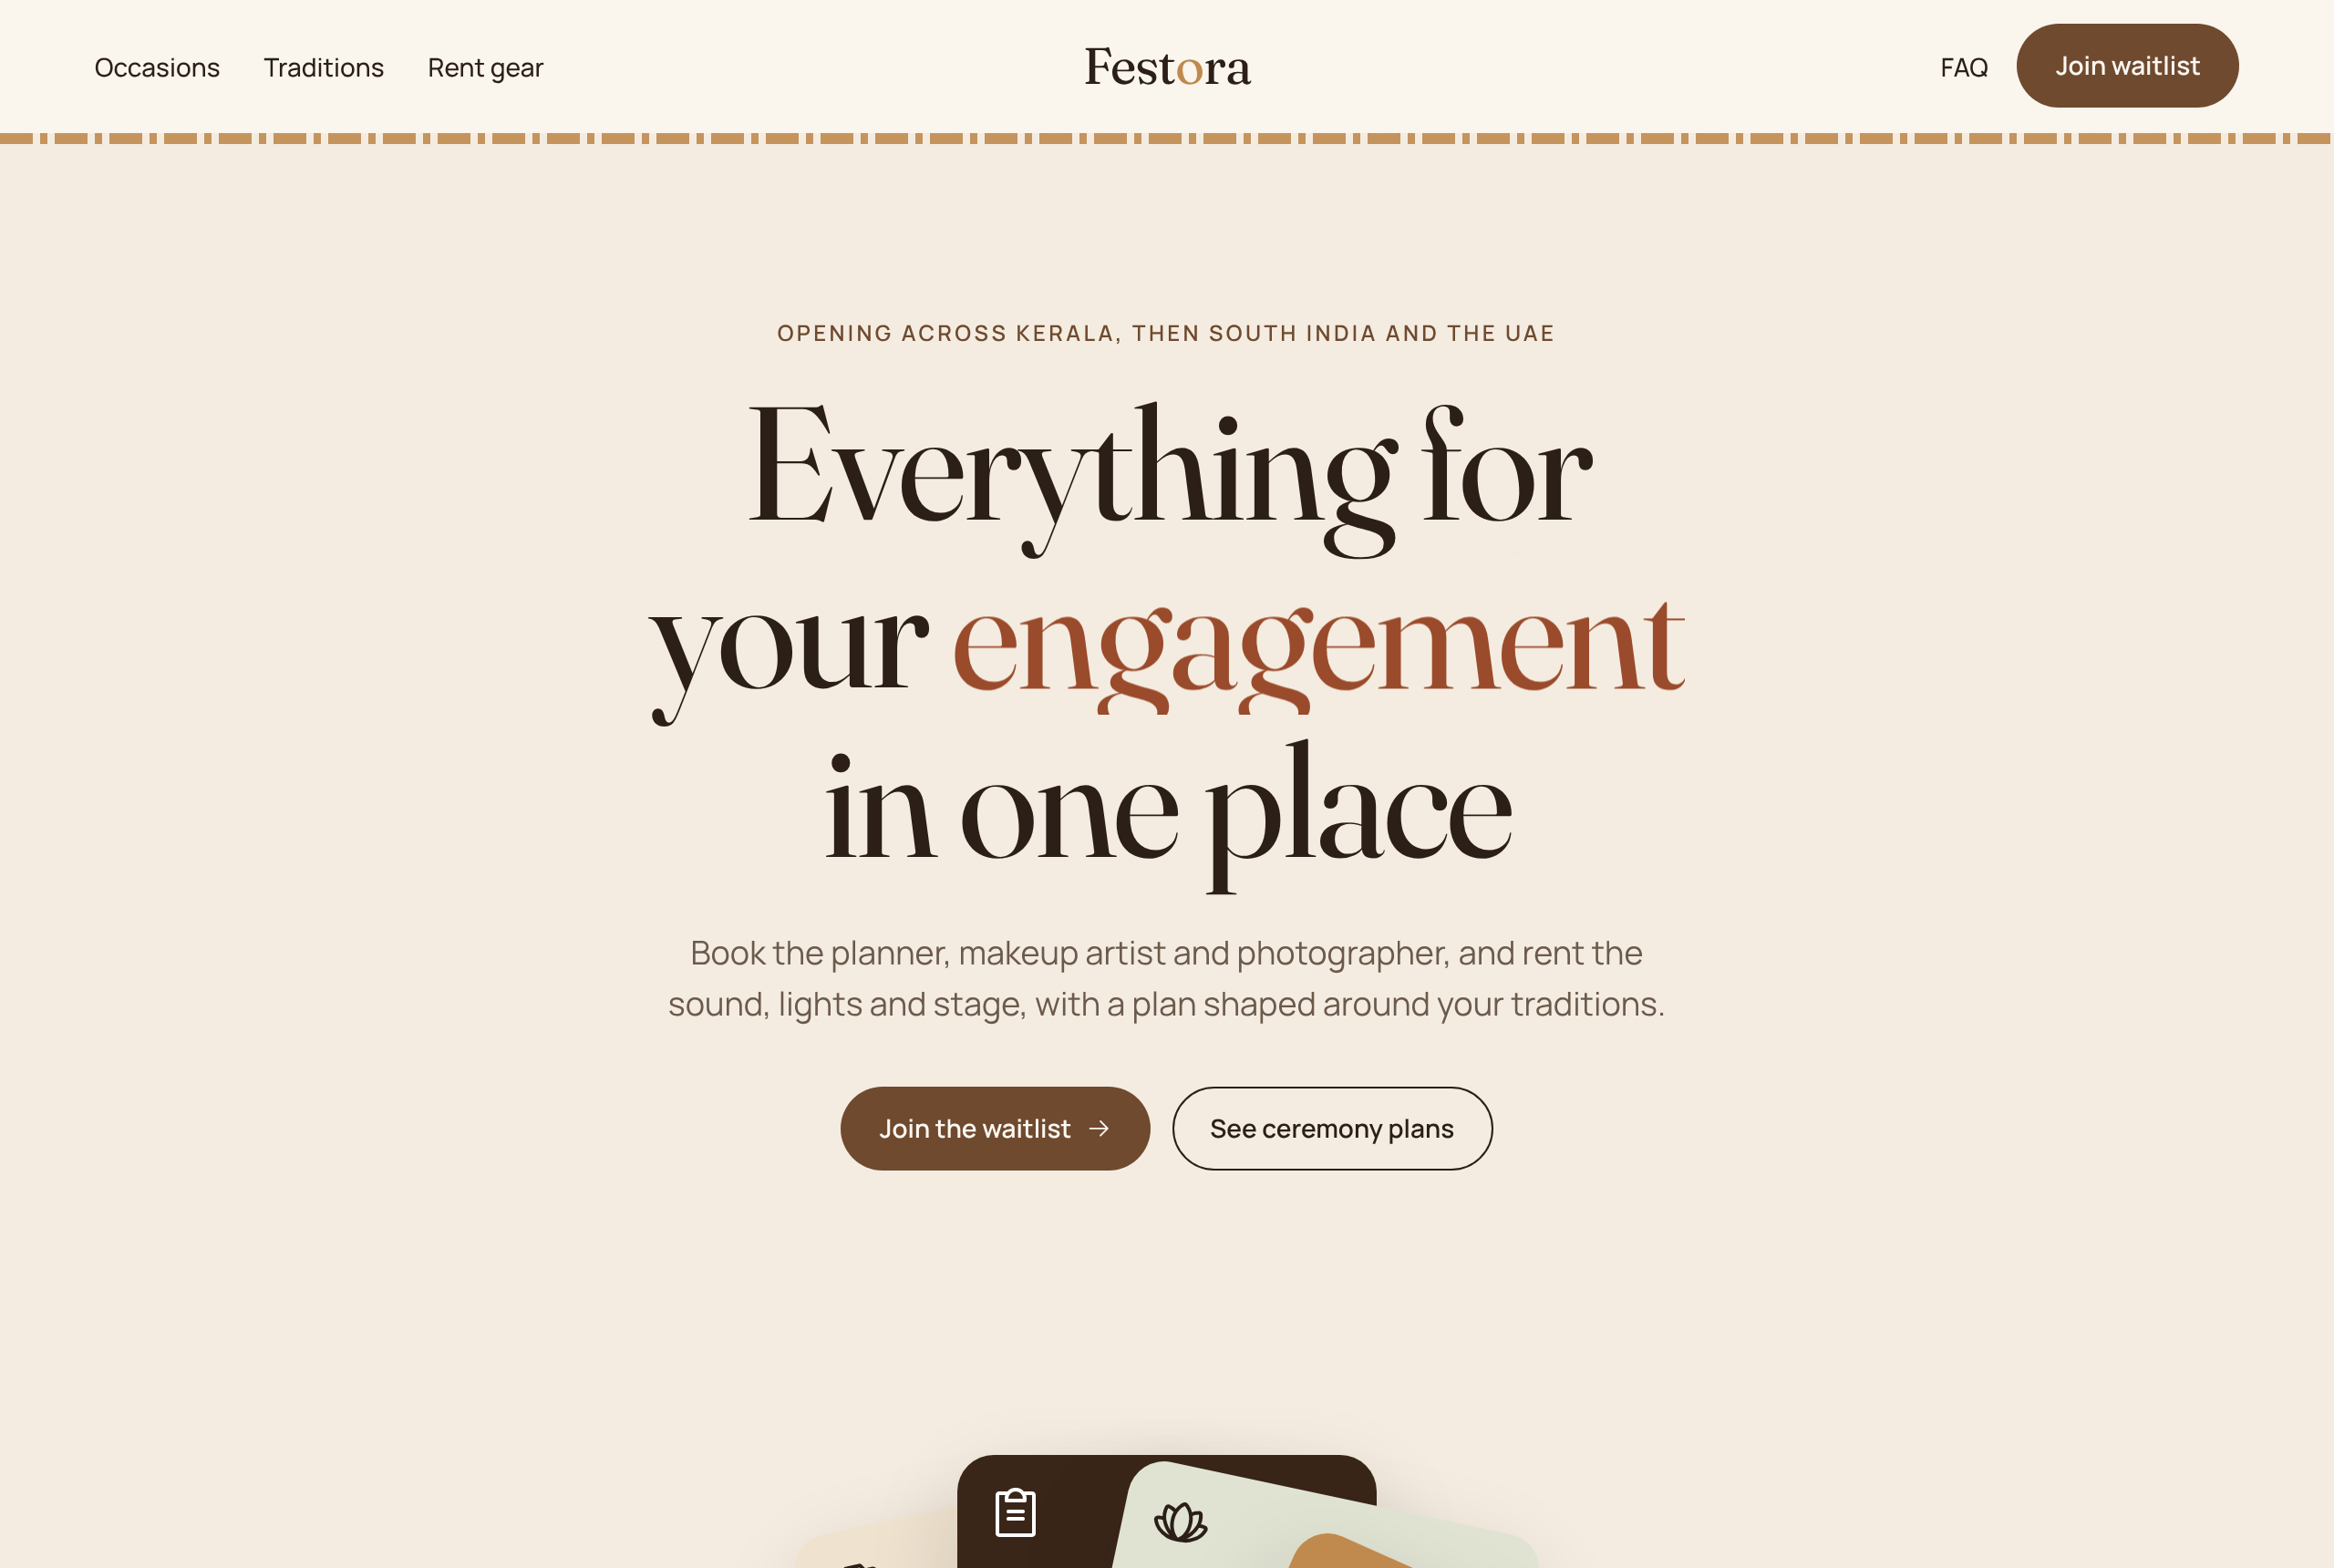 Occasions
Traditions
Rent gear
Festora
FAQ
Join waitlist
OPENING ACROSS KERALA, THEN SOUTH INDIA AND THE UAE
Everything for
your engagement
in one place
Book the planner, makeup artist and photographer, and rent the
sound, lights and stage, with a plan shaped around your traditions.
Join the waitlist →
See ceremony plans